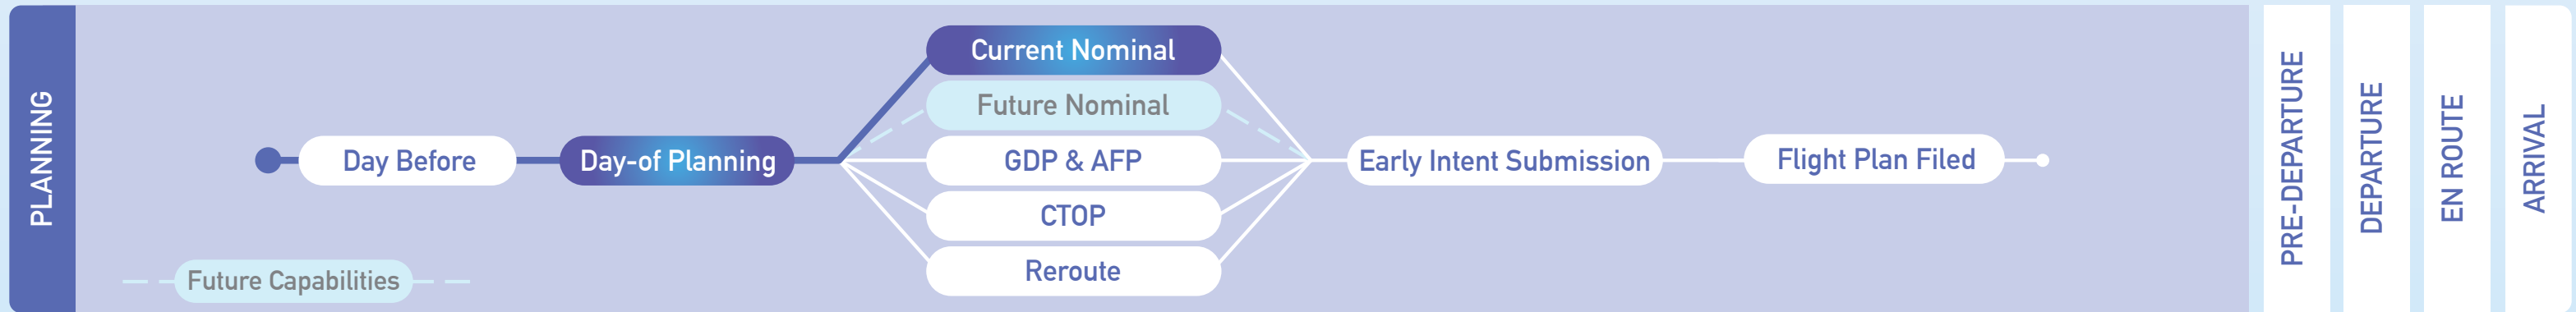 PLANNING
Day Before
Day-of Planning
Current Nominal
Future Nominal
GDP & AFP
CTOP
Reroute
Early Intent Submission
Flight Plan Filed
Future Capabilities
PRE-DEPARTURE
DEPARTURE
EN ROUTE
ARRIVAL